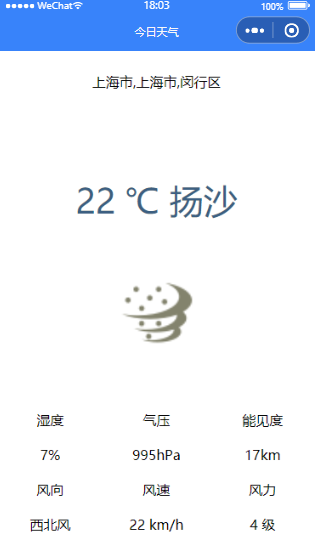 WeChat 18:03 100%
今日天气
上海市,上海市,闵行区
22 ℃ 扬沙
湿度 气压 能见度
7% 995hPa 17km
风向 风速 风力
西北风 22 km/h 4 级